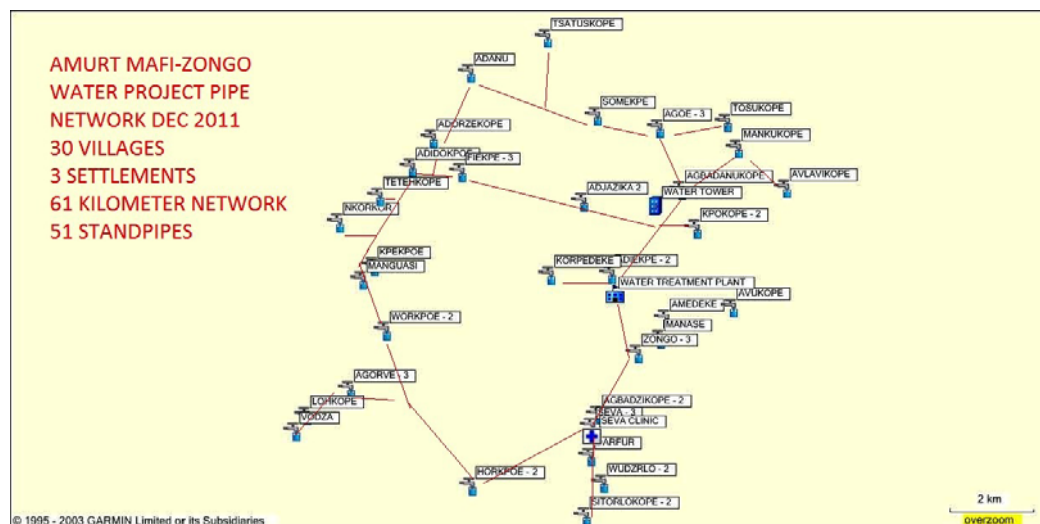 TSATUSKOPE
AMURT MAFI-ZONGO
WATER PROJECT PIPE
NETWORK DEC 2011
30 VILLAGES
3 SETTLEMENTS
61 KILOMETER NETWORK
51 STANDPIPES
ADANU
SOMEKPE
AGOE - 3
TOSUKOPE
ADORZEKOPE
MANKUKOPE
ADIDOKPOE
FIEKPE - 3
TETEHKOPE
AGBADANUKOPE
AVLAVIKOPE
ADJAZIKA 2
WATER TOWER
NKORKOR
KPOKOPE - 2
KPEKPOE
MANGUASI
KORPEDEKE
ADIEKPE - 2
WATER TREATMENT PLANT
AVUKOPE
AMEDEKE
MANASE
WORKPOE - 2
ZONGO - 3
AGORVE - 3
LOHKOPE
VODZA
AGBADZIKOPE - 2
SEVA - 3
SEVA CLINIC
ARFUR
HORKPOE - 2
WUDZRLO - 2
SITORLOKOPE - 2
2 km
overzoom
© 1995 - 2003 GARMIN Limited or its Subsidiaries